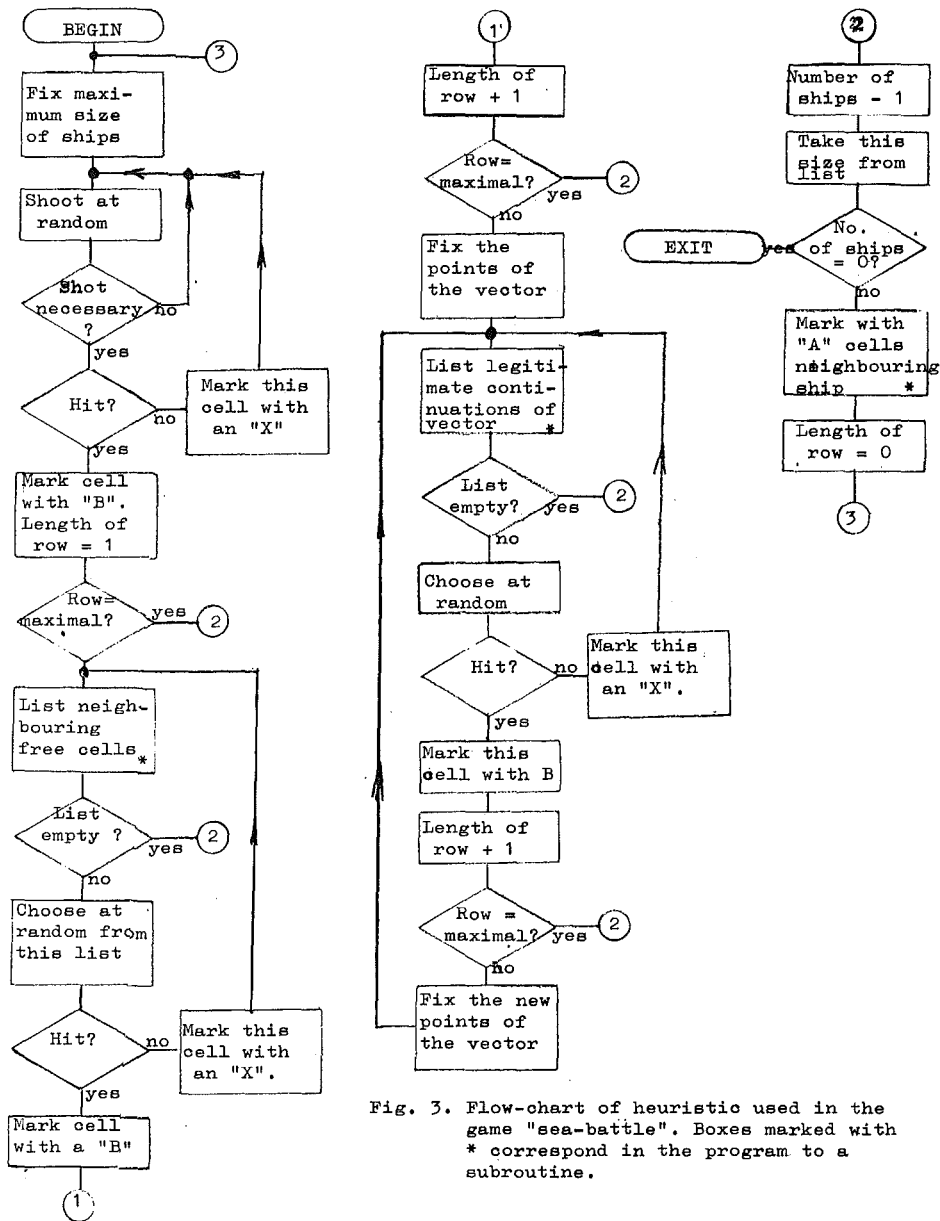 BEGIN
3
Fix maxi-
mum size
of ships
Shoot at
random
Shot
necessary
?
no
yes
Hit?
no
Mark this
cell with
an "X"
yes
Mark cell
with "B".
Length of
row = 1
Row=
maximal?
yes
2
List neigh-
bouring
free cells
*
List
empty ?
yes
2
no
Choose at
random from
this list
Hit?
no
Mark this
cell with
an "X".
yes
Mark cell
with a "B"
1
1'
Length of
row + 1
Row=
maximal?
yes
2
no
Fix the
points of
the vector
List legiti-
mate conti-
nuations of
vector *
List
empty?
yes
2
no
Choose at
random
Hit?
no
Mark this
cell with
an "X".
yes
Mark this
cell with B
Length of
row + 1
Row =
maximal?
yes
2
no
Fix the new
points of
the vector
2
Number of
ships - 1
Take this
size from
list
No.
of ships
= 0?
yes
EXIT
no
Mark with
"A" cells
neighbouring
ship *
Length of
row = 0
3
Fig. 3. Flow-chart of heuristic used in the
game "sea-battle". Boxes marked with
* correspond in the program to a
subroutine.